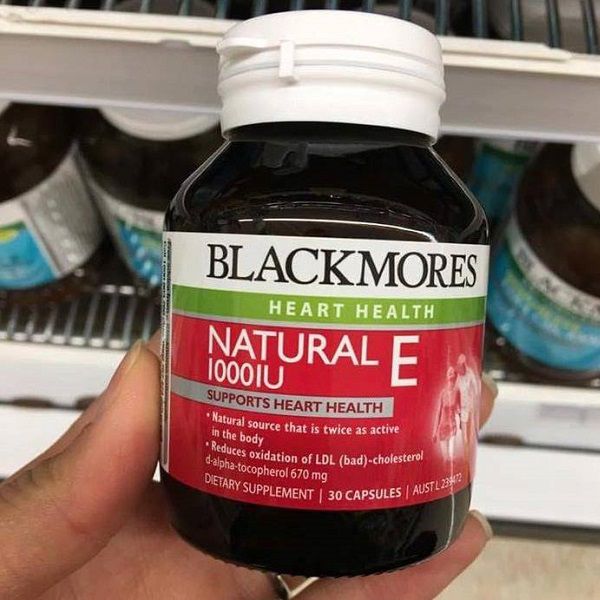 BLACKMORES
HEART HEALTH
NATURAL E
1000IU
SUPPORTS HEART HEALTH
• Natural source that is twice as active
in the body
• Reduces oxidation of LDL (bad)-cholesterol
d-alpha-tocopherol 670 mg
DIETARY SUPPLEMENT | 30 CAPSULES | AUST L